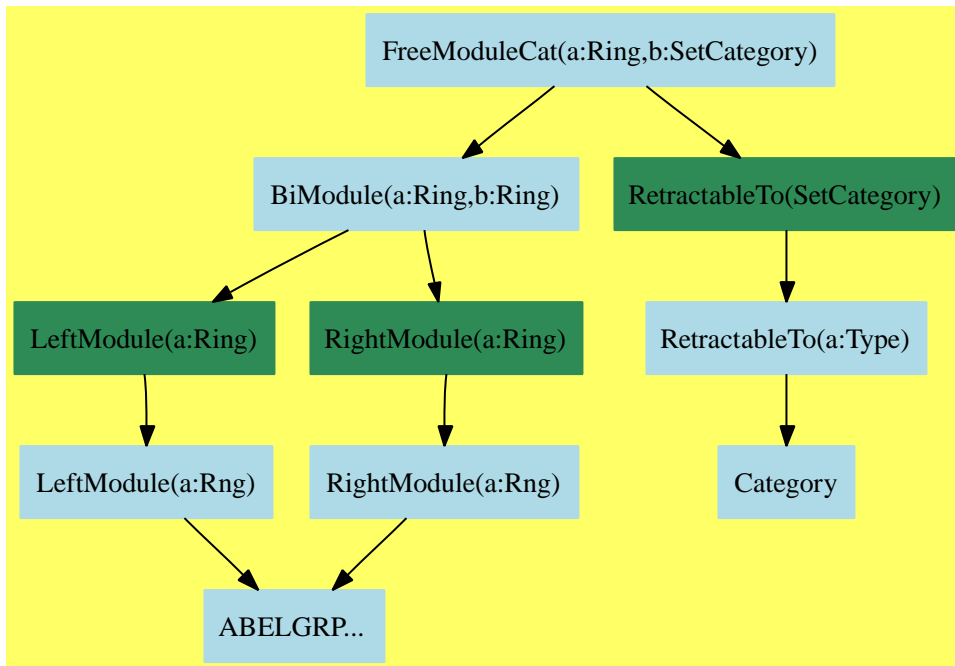 FreeModuleCat(a:Ring,b:SetCategory)
BiModule(a:Ring,b:Ring)
RetractableTo(SetCategory)
LeftModule(a:Ring)
RightModule(a:Ring)
RetractableTo(a:Type)
LeftModule(a:Rng)
RightModule(a:Rng)
Category
ABELGRP...